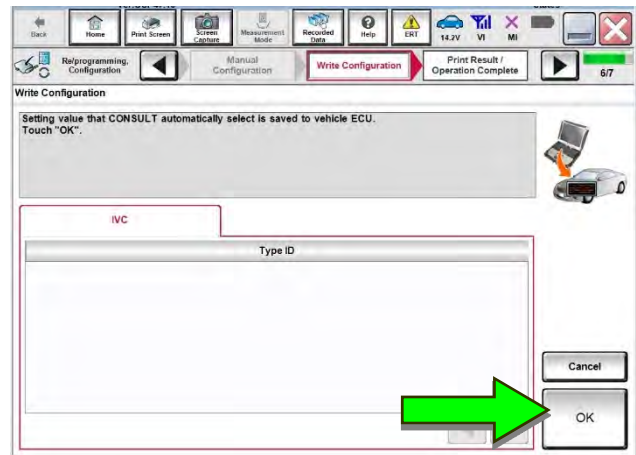 Back
Home
Print Screen
Screen Capture
Measurement Mode
Recorded Data
Help
ERT
14.2V
VI
MI
Re/programming, Configuration
Manual Configuration
Write Configuration
Print Result / Operation Complete
6/7
Write Configuration
Setting value that CONSULT automatically select is saved to vehicle ECU.
Touch "OK".
IVC
Type ID
Cancel
OK